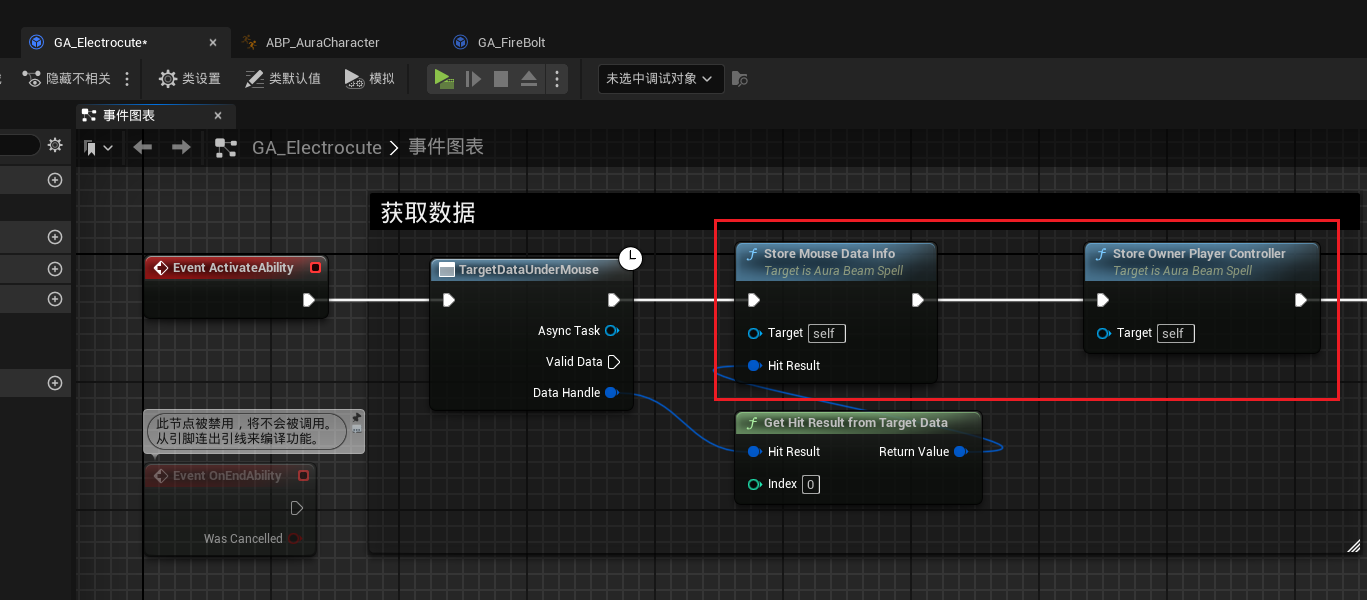 GA_Electrocute*
ABP_AuraCharacter
GA_FireBolt
隐藏不相关
类设置
类默认值
模拟
未选中调试对象
事件图表
GA_Electrocute > 事件图表
获取数据
Event ActivateAbility
TargetDataUnderMouse
Async Task
Valid Data
Data Handle
Store Mouse Data Info
Target is Aura Beam Spell
Target self
Hit Result
Store Owner Player Controller
Target is Aura Beam Spell
Target self
Get Hit Result from Target Data
Hit Result
Return Value
Index 0
此节点被禁用，将不会被调用。
从引脚连出引线来编译功能。
Event OnEndAbility
Was Cancelled